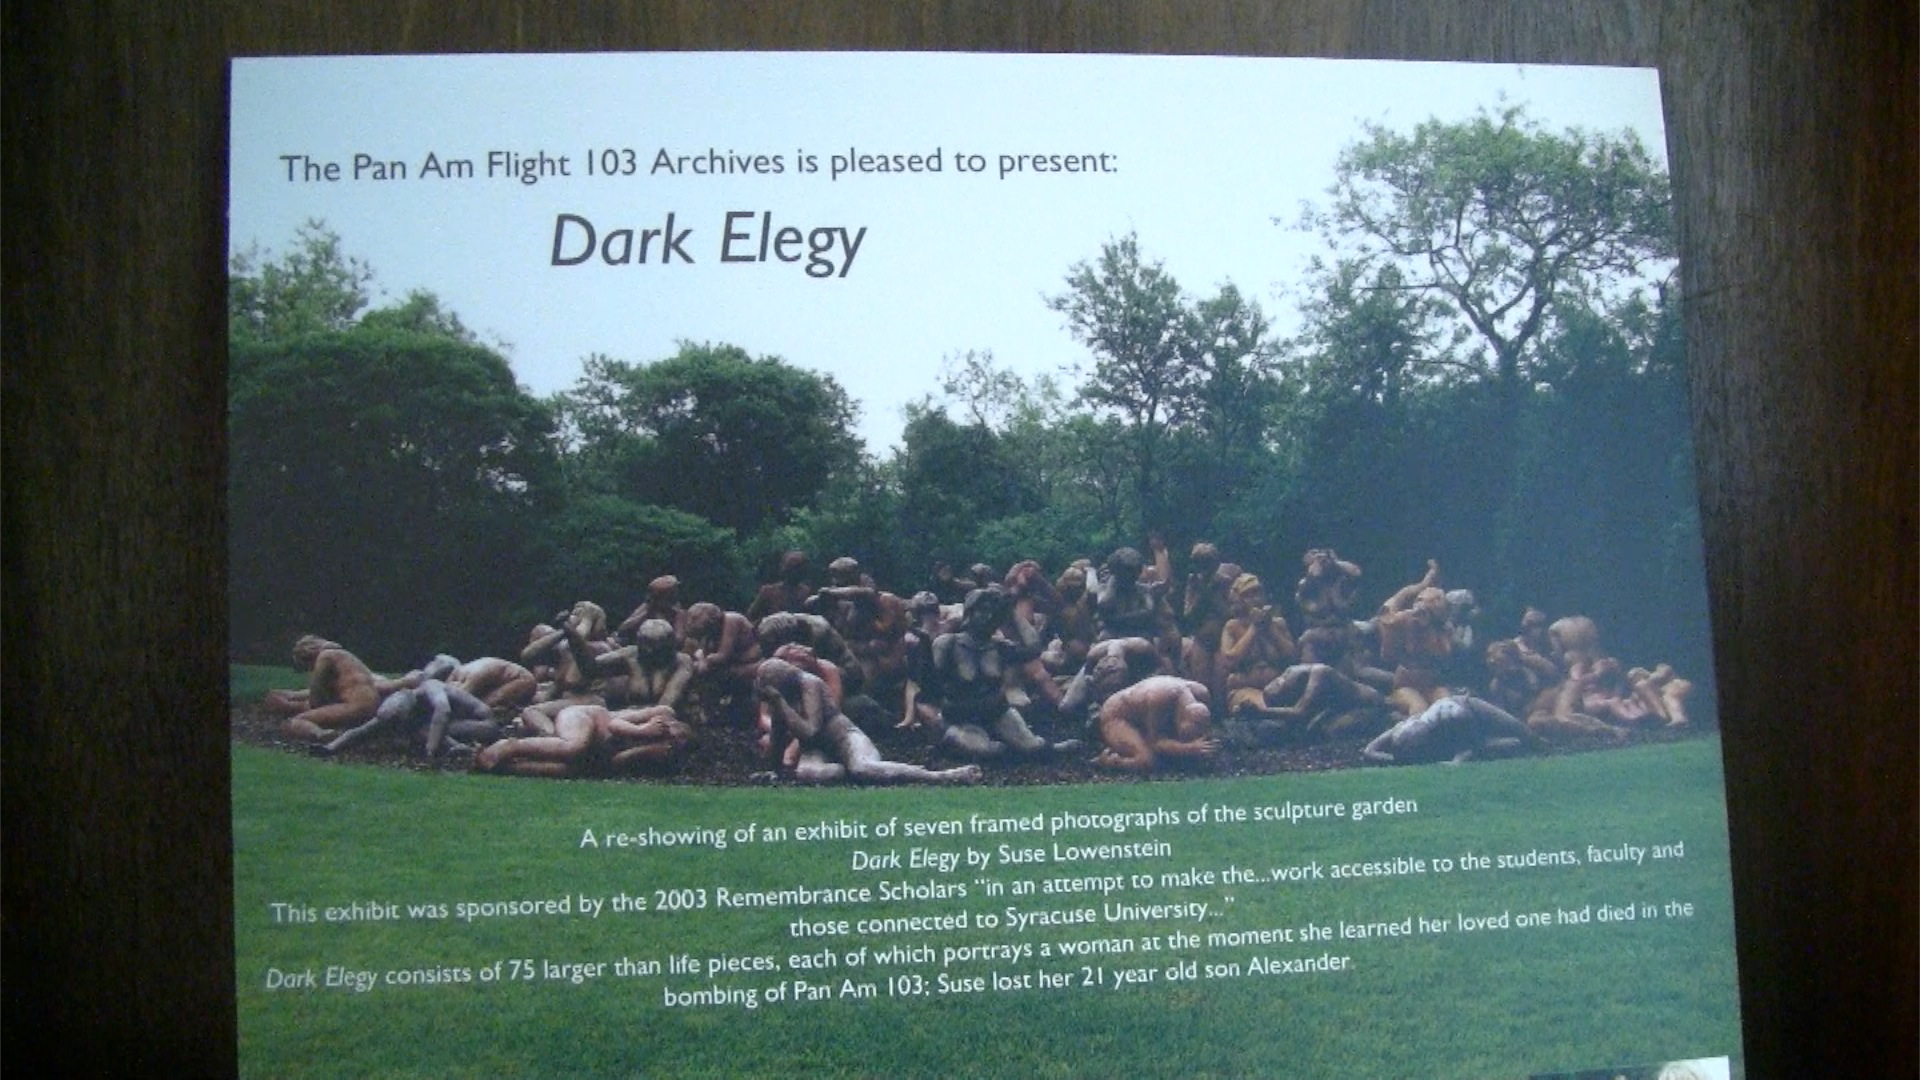 The Pan Am Flight 103 Archives is pleased to present:
Dark Elegy
A re-showing of an exhibit of seven framed photographs of the sculpture garden
Dark Elegy by Suse Lowenstein
This exhibit was sponsored by the 2003 Remembrance Scholars "in an attempt to make the...work accessible to the students, faculty and
those connected to Syracuse University..."
Dark Elegy consists of 75 larger than life pieces, each of which portrays a woman at the moment she learned her loved one had died in the
bombing of Pan Am 103; Suse lost her 21 year old son Alexander.